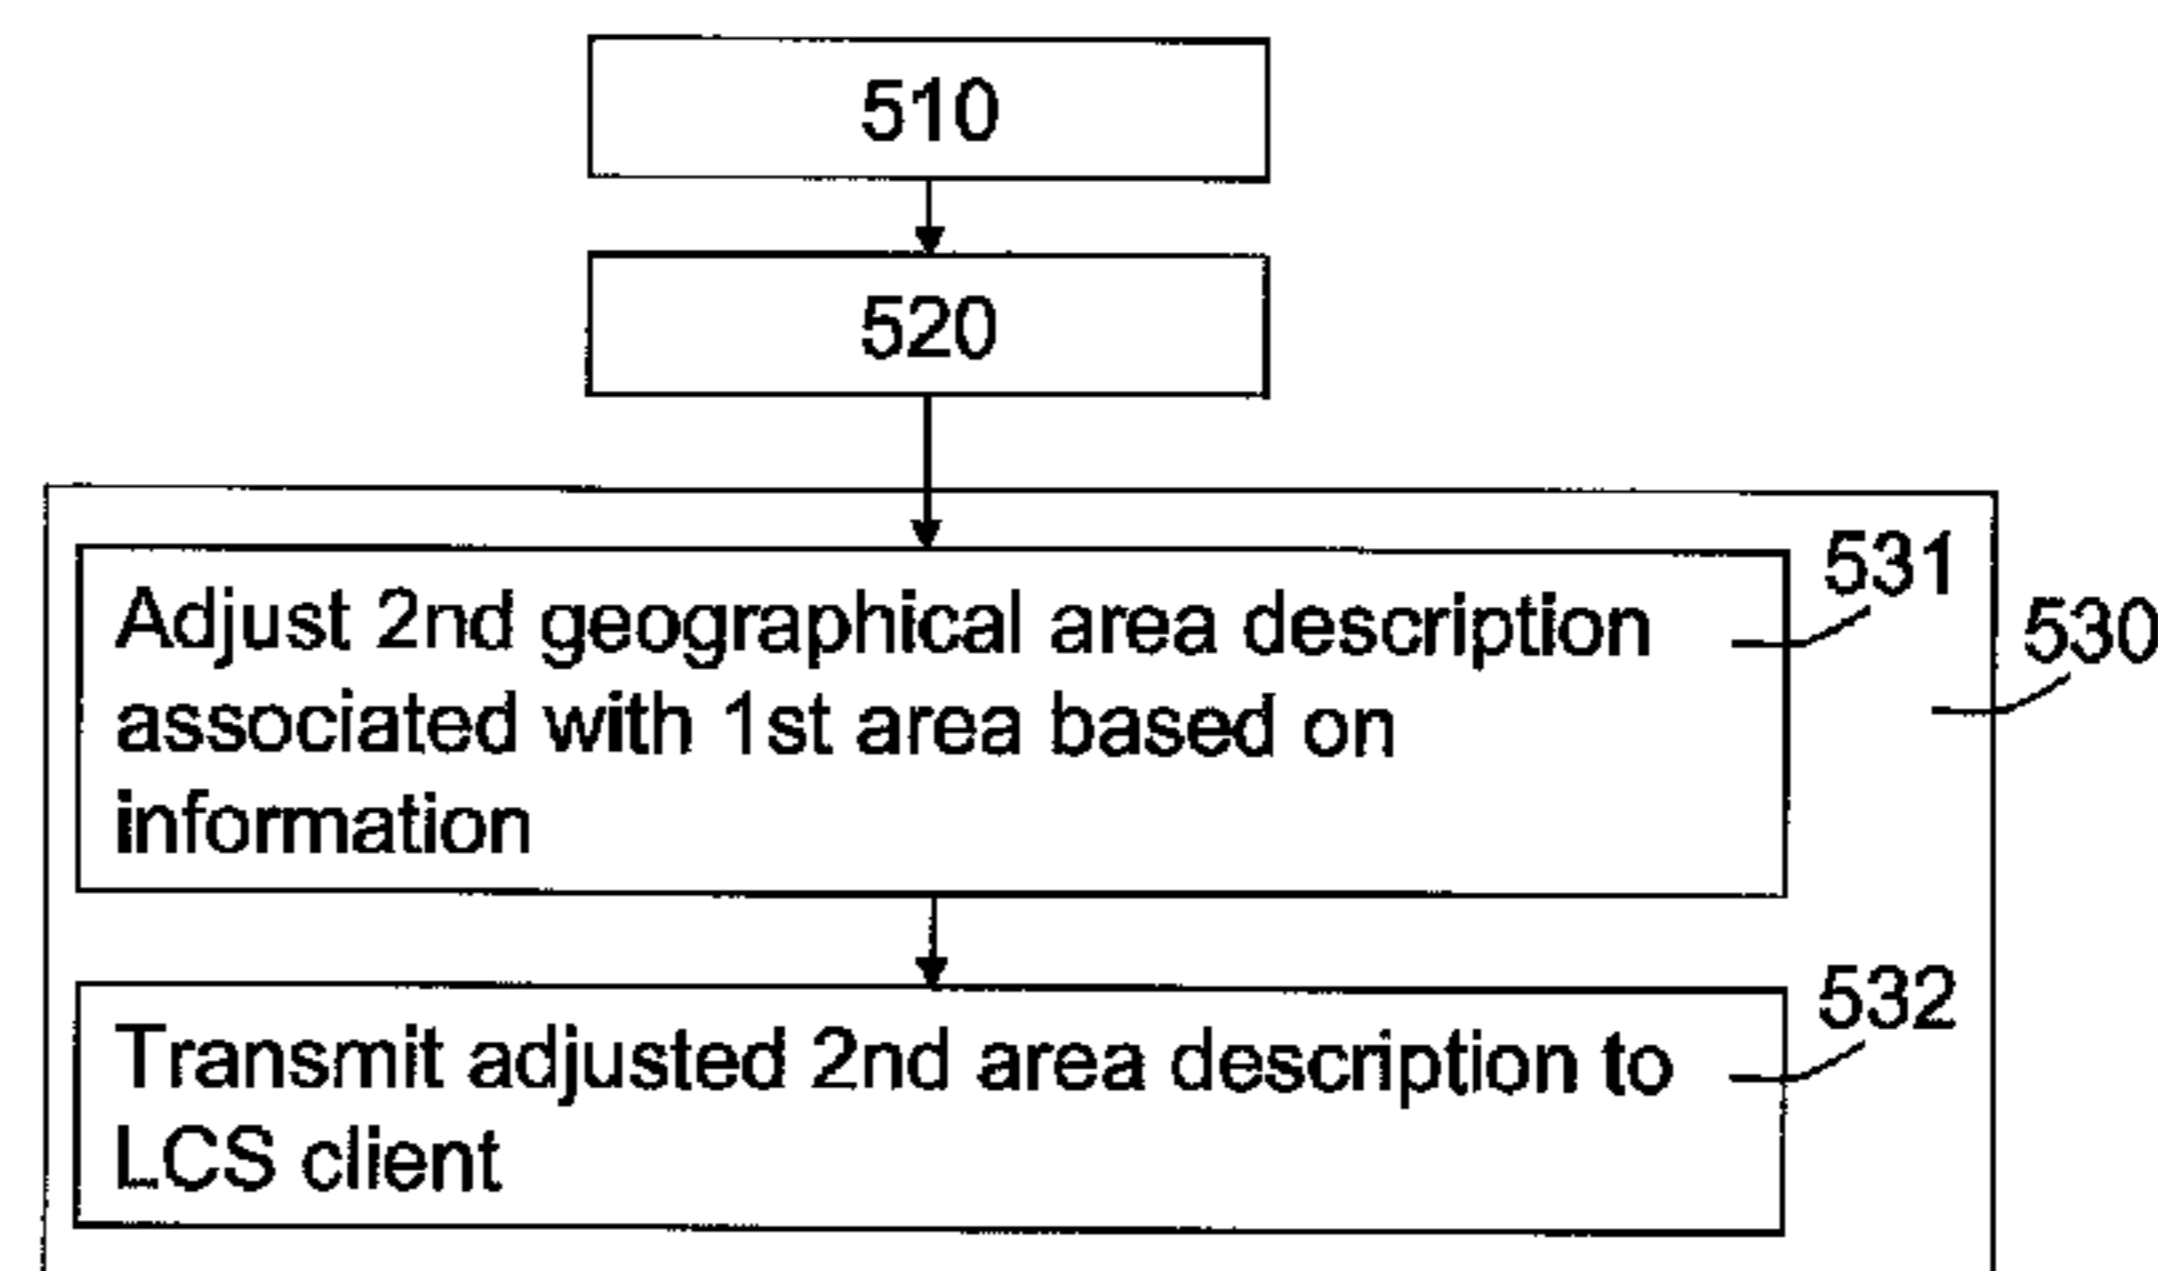 510
520
531
530
Adjust 2nd geographical area description
associated with 1st area based on
information
532
Transmit adjusted 2nd area description to
LCS client